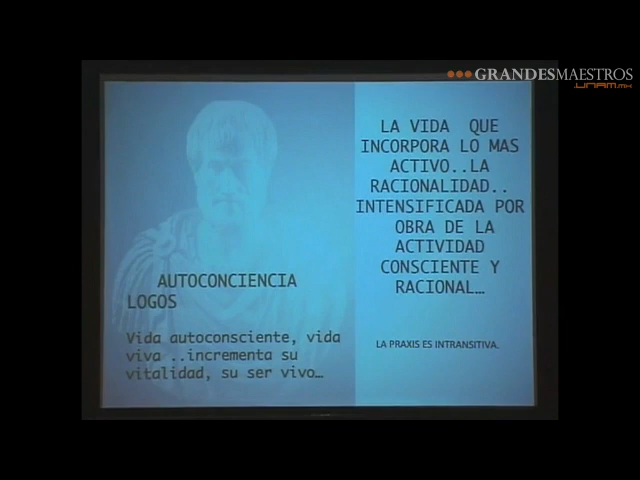 GRANDESMAESTROS
.UNAM.MX
AUTOCONCIENCIA
LOGOS
Vida autoconsciente, vida
viva ..incrementa su
vitalidad, su ser vivo…
LA VIDA QUE
INCORPORA LO MAS
ACTIVO..LA
RACIONALIDAD..
INTENSIFICADA POR
OBRA DE LA
ACTIVIDAD
CONSCIENTE Y
RACIONAL…
LA PRAXIS ES INTRANSITIVA.